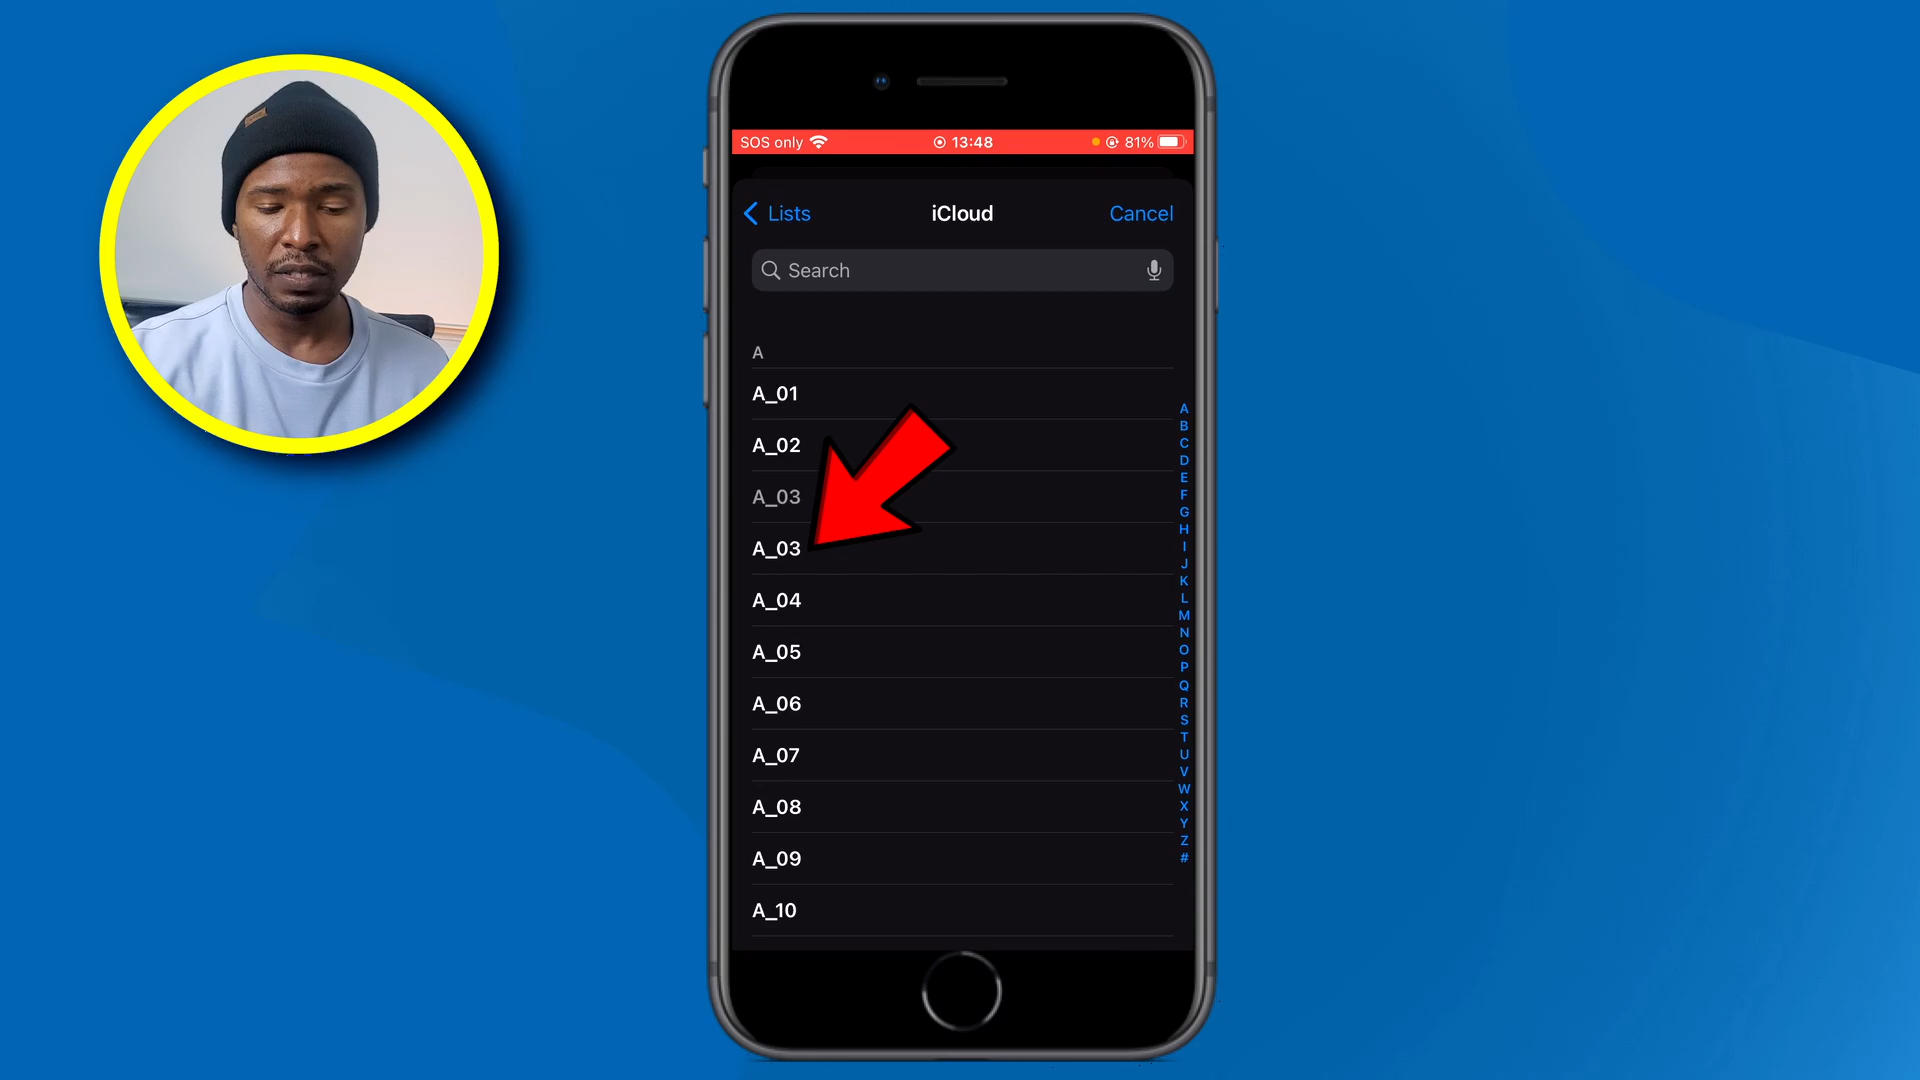 SOS only
13:48
81%
Lists
iCloud
Cancel
Search
A
A_01
A_02
A_03
A_03
A_04
A_05
A_06
A_07
A_08
A_09
A_10
A
B
C
D
E
F
G
H
I
J
K
L
M
N
O
P
Q
R
S
T
U
V
W
X
Y
Z
#